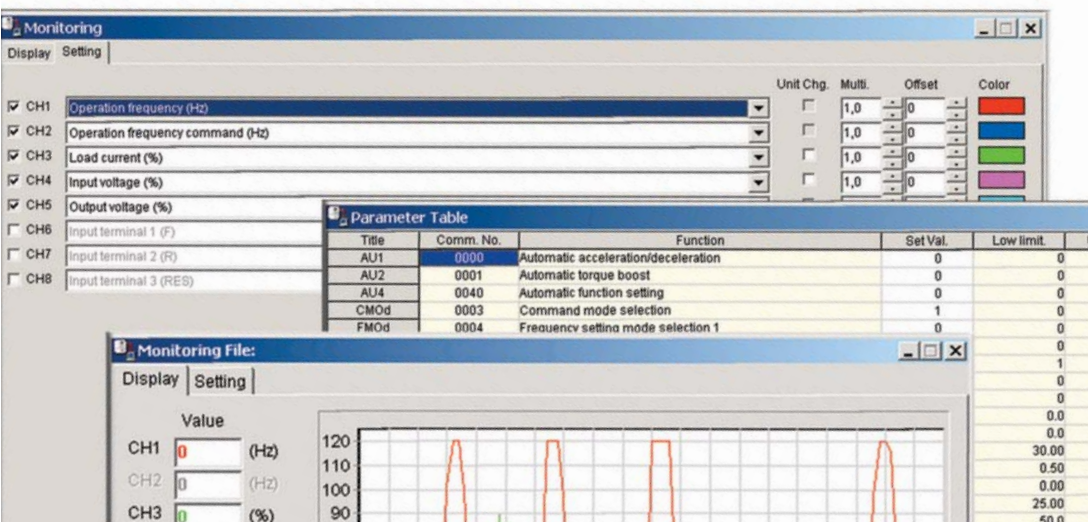 Monitoring
Display Setting
Unit Chg. Multi. Offset Color
CH1 Operation frequency (Hz) 1,0 0
CH2 Operation frequency command (Hz) 1,0 0
CH3 Load current (%) 1,0 0
CH4 Input voltage (%) 1,0 0
CH5 Output voltage (%)
CH6 Input terminal 1 (F)
CH7 Input terminal 2 (R)
CH8 Input terminal 3 (RES)
Parameter Table
Title Comm. No. Function Set Val. Low limit.
AU1 0000 Automatic acceleration/deceleration 0 0
AU2 0001 Automatic torque boost 0 0
AU4 0040 Automatic function setting 0 0
CMOd 0003 Command mode selection 1 0
FMOd 0004 Frequency setting mode selection 1 0 0
0
1
0
0
0.0
0.0
30.00
0.50
0.00
25.00
50.0
Monitoring File:
Display Setting
Value
CH1 0 (Hz)
CH2 0 (Hz)
CH3 0 (%)
120
110
100
90